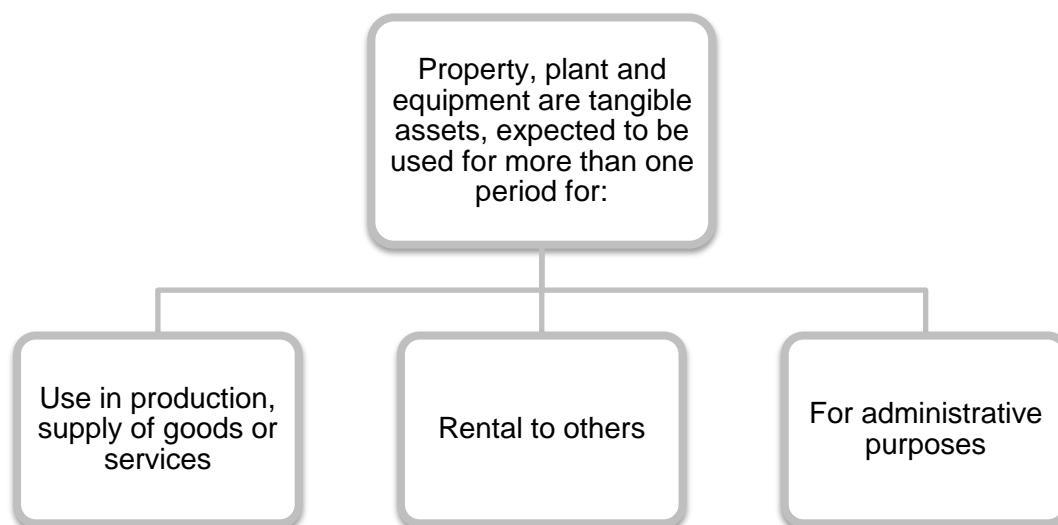 Property, plant and
equipment are tangible
assets, expected to be
used for more than one
period for:
Use in production,
supply of goods or
services
Rental to others
For administrative
purposes